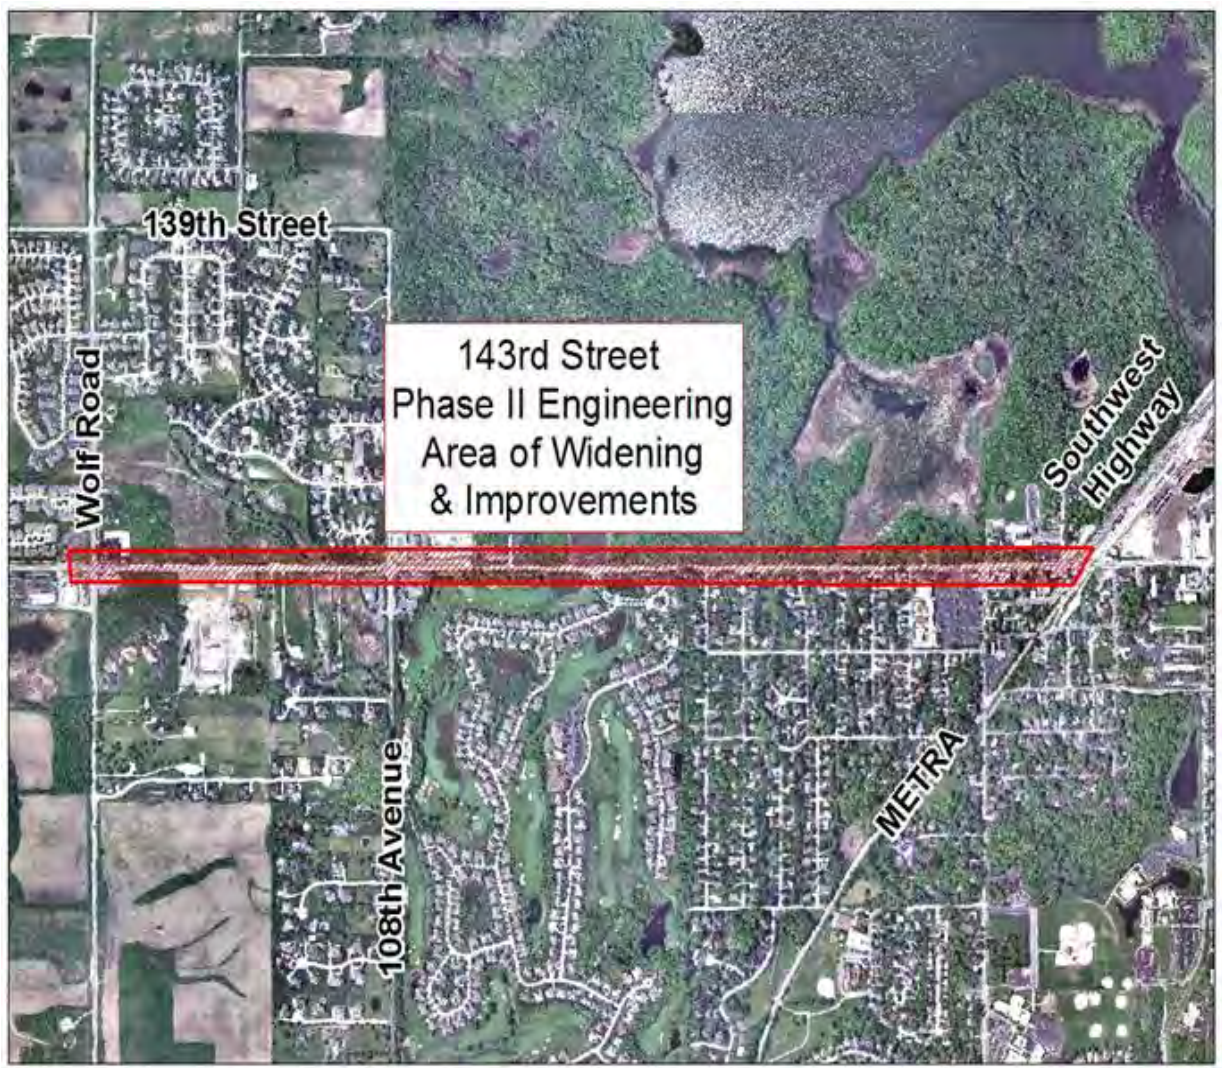 139th Street
143rd Street
Phase II Engineering
Area of Widening
& Improvements
Wolf Road
Southwest
Highway
METRA
108th Avenue